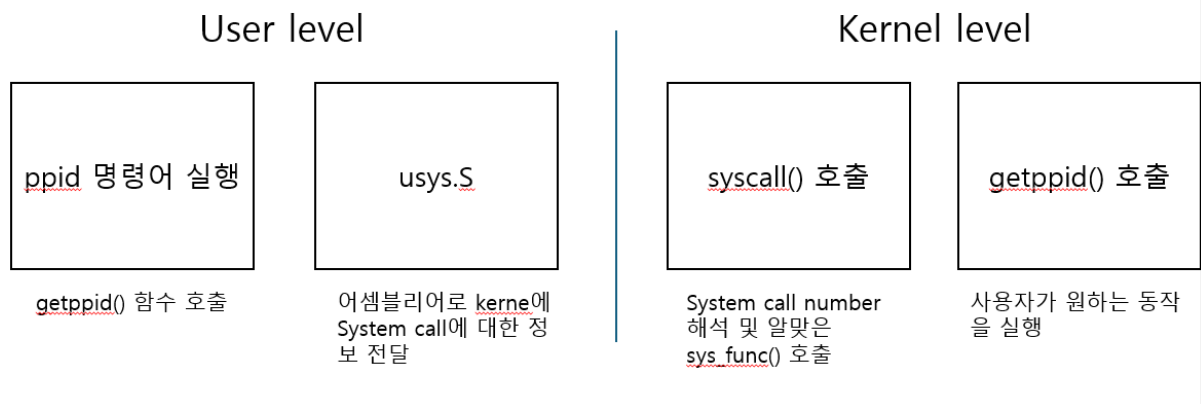 User level
Kernel level
ppid 명령어 실행
usys.S
syscall() 호출
getppid() 호출
getppid() 함수 호출
어셈블리어로 kerne에
System call에 대한 정
보 전달
System call number
해석 및 알맞은
sys_func() 호출
사용자가 원하는 동작
을 실행